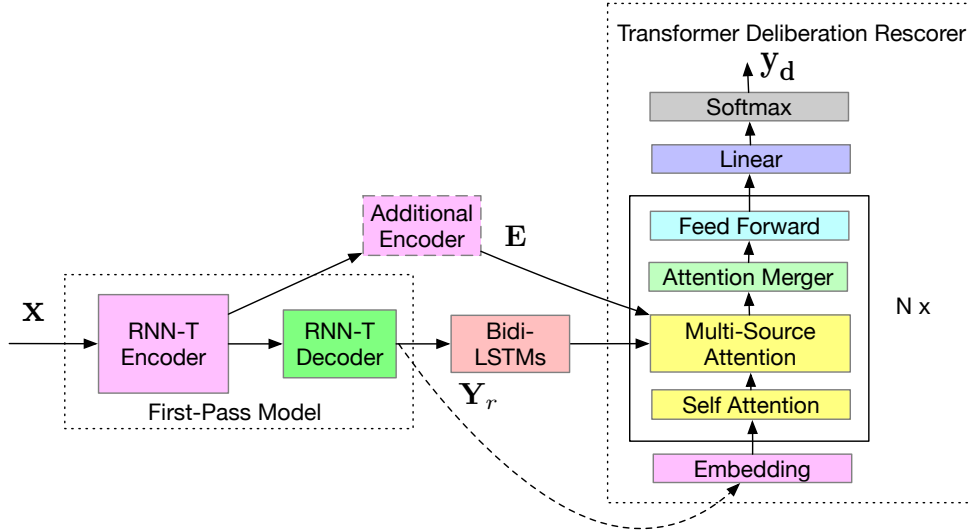 Transformer Deliberation Rescorer
y_d
Softmax
Linear
Additional
Encoder
E
Feed Forward
Attention Merger
N x
x
RNN-T
Encoder
RNN-T
Decoder
Bidi-
LSTMs
Multi-Source
Attention
Y_r
First-Pass Model
Self Attention
Embedding